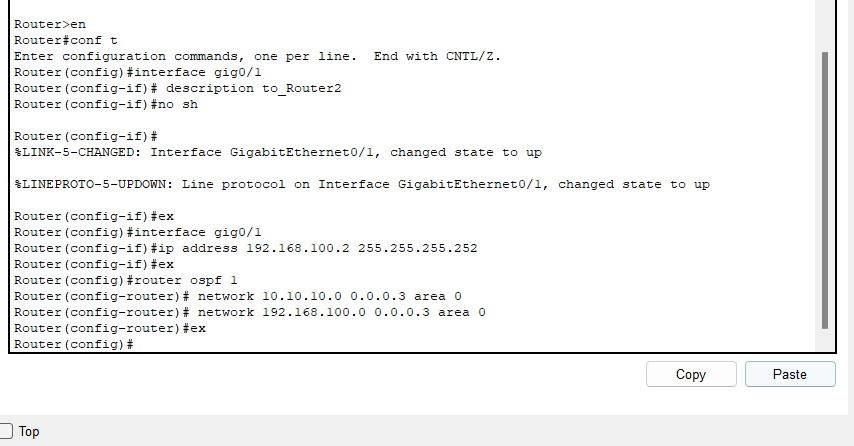 Router>en
Router#conf t
Enter configuration commands, one per line.  End with CNTL/Z.
Router(config)#interface gig0/1
Router(config-if)# description to_Router2
Router(config-if)#no sh
Router(config-if)#
%LINK-5-CHANGED: Interface GigabitEthernet0/1, changed state to up
%LINEPROTO-5-UPDOWN: Line protocol on Interface GigabitEthernet0/1, changed state to up
Router(config-if)#ex
Router(config)#interface gig0/1
Router(config-if)#ip address 192.168.100.2 255.255.255.252
Router(config-if)#ex
Router(config)#router ospf 1
Router(config-router)# network 10.10.10.0 0.0.0.3 area 0
Router(config-router)# network 192.168.100.0 0.0.0.3 area 0
Router(config-router)#ex
Router(config)#
Copy Paste
Top